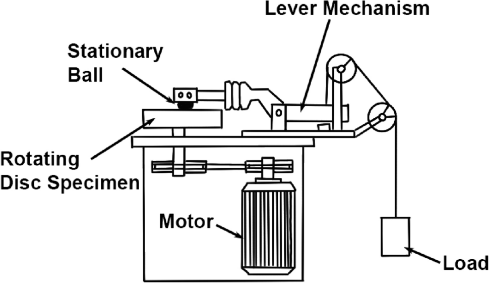 Lever Mechanism
Stationary
Ball
Rotating
Disc Specimen
Motor
Load